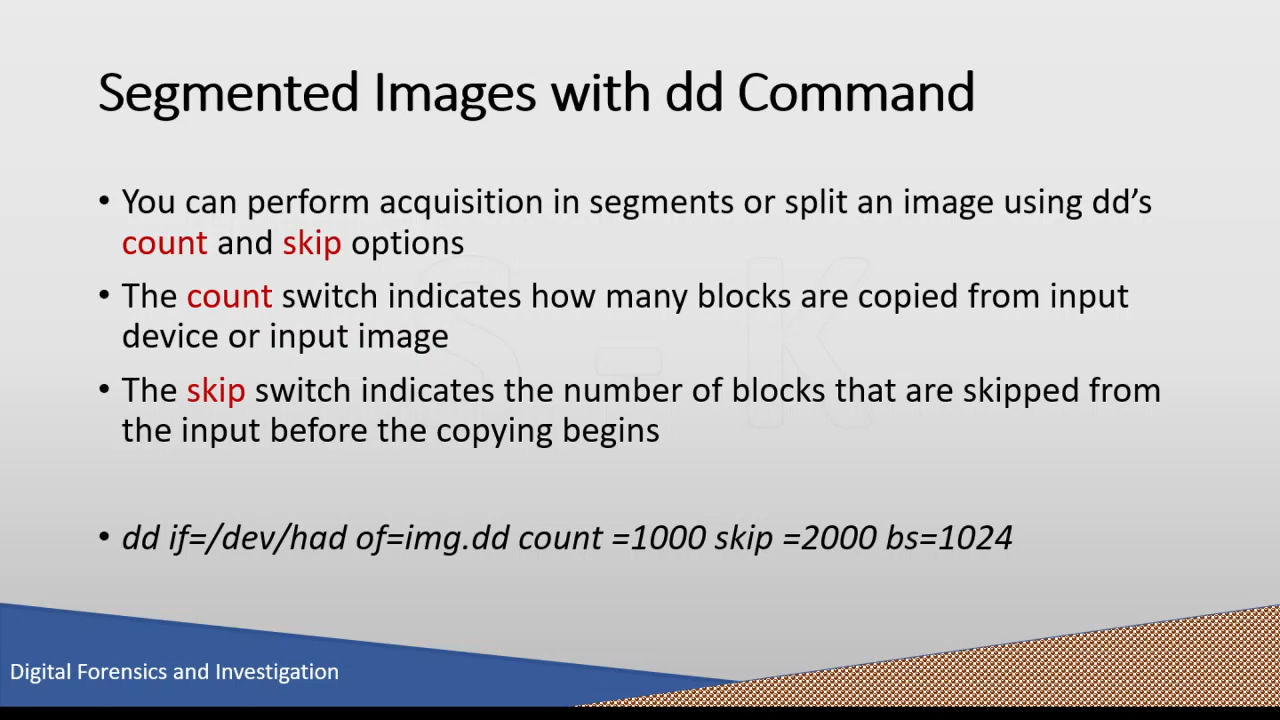 Segmented Images with dd Command
• You can perform acquisition in segments or split an image using dd’s
count and skip options
• The count switch indicates how many blocks are copied from input
device or input image
• The skip switch indicates the number of blocks that are skipped from
the input before the copying begins
• dd if=/dev/had of=img.dd count =1000 skip =2000 bs=1024
S - K
Digital Forensics and Investigation